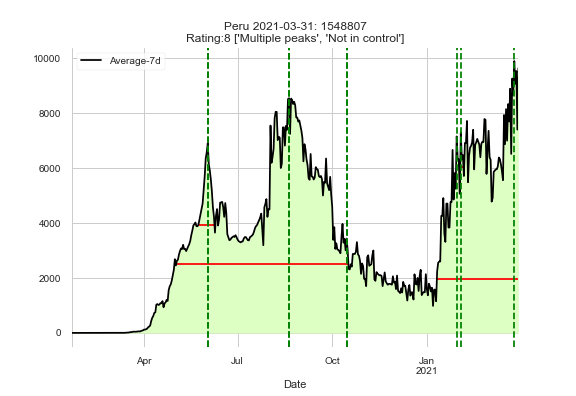 Peru 2021-03-31: 1548807
Rating:8 ['Multiple peaks', 'Not in control']
10000
Average-7d
8000
6000
4000
2000
0
Apr
Jul
Oct
Jan
2021
Date